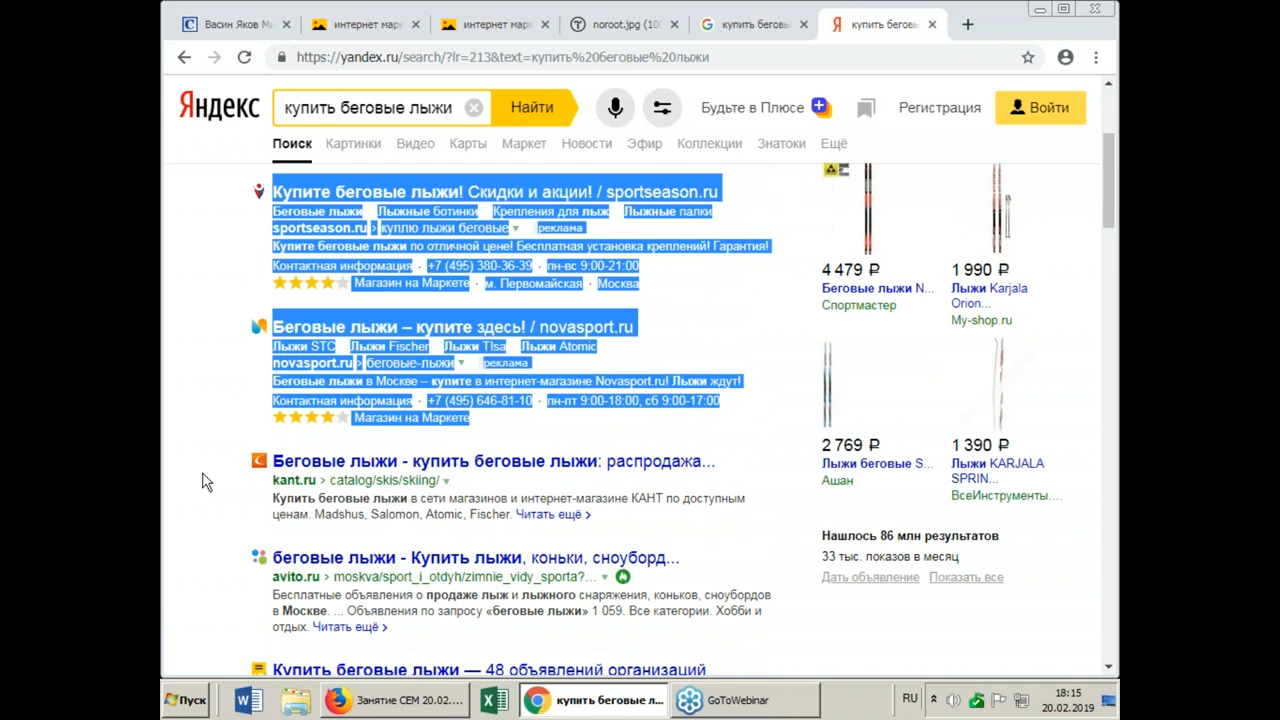 Васин Яков Ми
интернет марк
интернет марк
noroot.jpg (100
купить беговы
купить беговы
https://yandex.ru/search/?lr=213&text=купить%20беговые%20лыжи
Яндекс
купить беговые лыжи
Найти
Будьте в Плюсе
Регистрация
Войти
Поиск Картинки Видео Карты Маркет Новости Эфир Коллекции Знатоки Ещё
Купите беговые лыжи! Скидки и акции! / sportseason.ru
Беговые лыжи Лыжные ботинки Крепления для лыж Лыжные палки
sportseason.ru › куплю лыжи беговые реклама
Купите беговые лыжи по отличной цене! Бесплатная установка креплений! Гарантия!
Контактная информация · +7 (495) 380-36-39 · пн-вс 9:00-21:00
Магазин на Маркете · м. Первомайская · Москва
Беговые лыжи – купите здесь! / novasport.ru
Лыжи STC Лыжи Fischer Лыжи TIsa Лыжи Atomic
novasport.ru › беговые-лыжи реклама
Беговые лыжи в Москве – купите в интернет-магазине Novasport.ru! Лыжи ждут!
Контактная информация · +7 (495) 646-81-10 · пн-пт 9:00-18:00, сб 9:00-17:00
Магазин на Маркете
Беговые лыжи - купить беговые лыжи: распродажа...
kant.ru › catalog/skis/skiing/
Купить беговые лыжи в сети магазинов и интернет-магазине КАНТ по доступным
ценам. Madshus, Salomon, Atomic, Fischer. Читать ещё ›
беговые лыжи - Купить лыжи, коньки, сноуборд...
avito.ru › moskva/sport_i_otdyh/zimnie_vidy_sporta?...
Бесплатные объявления о продаже лыж и лыжного снаряжения, коньков, сноубордов
в Москве. ... Объявления по запросу «беговые лыжи» 1 059. Все категории. Хобби и
отдых. Читать ещё ›
Купить беговые лыжи — 48 объявлений организаций
4 479 ₽
Беговые лыжи N...
Спортмастер
1 990 ₽
Лыжи Karjala
Orion...
My-shop.ru
2 769 ₽
Лыжи беговые S...
Ашан
1 390 ₽
Лыжи KARJALA
SPRIN...
ВсеИнструменты....
Нашлось 86 млн результатов
33 тыс. показов в месяц
Дать объявление Показать все
Пуск
Занятие СЕМ 20.02....
купить беговые л...
GoToWebinar
RU
18:15
20.02.2019